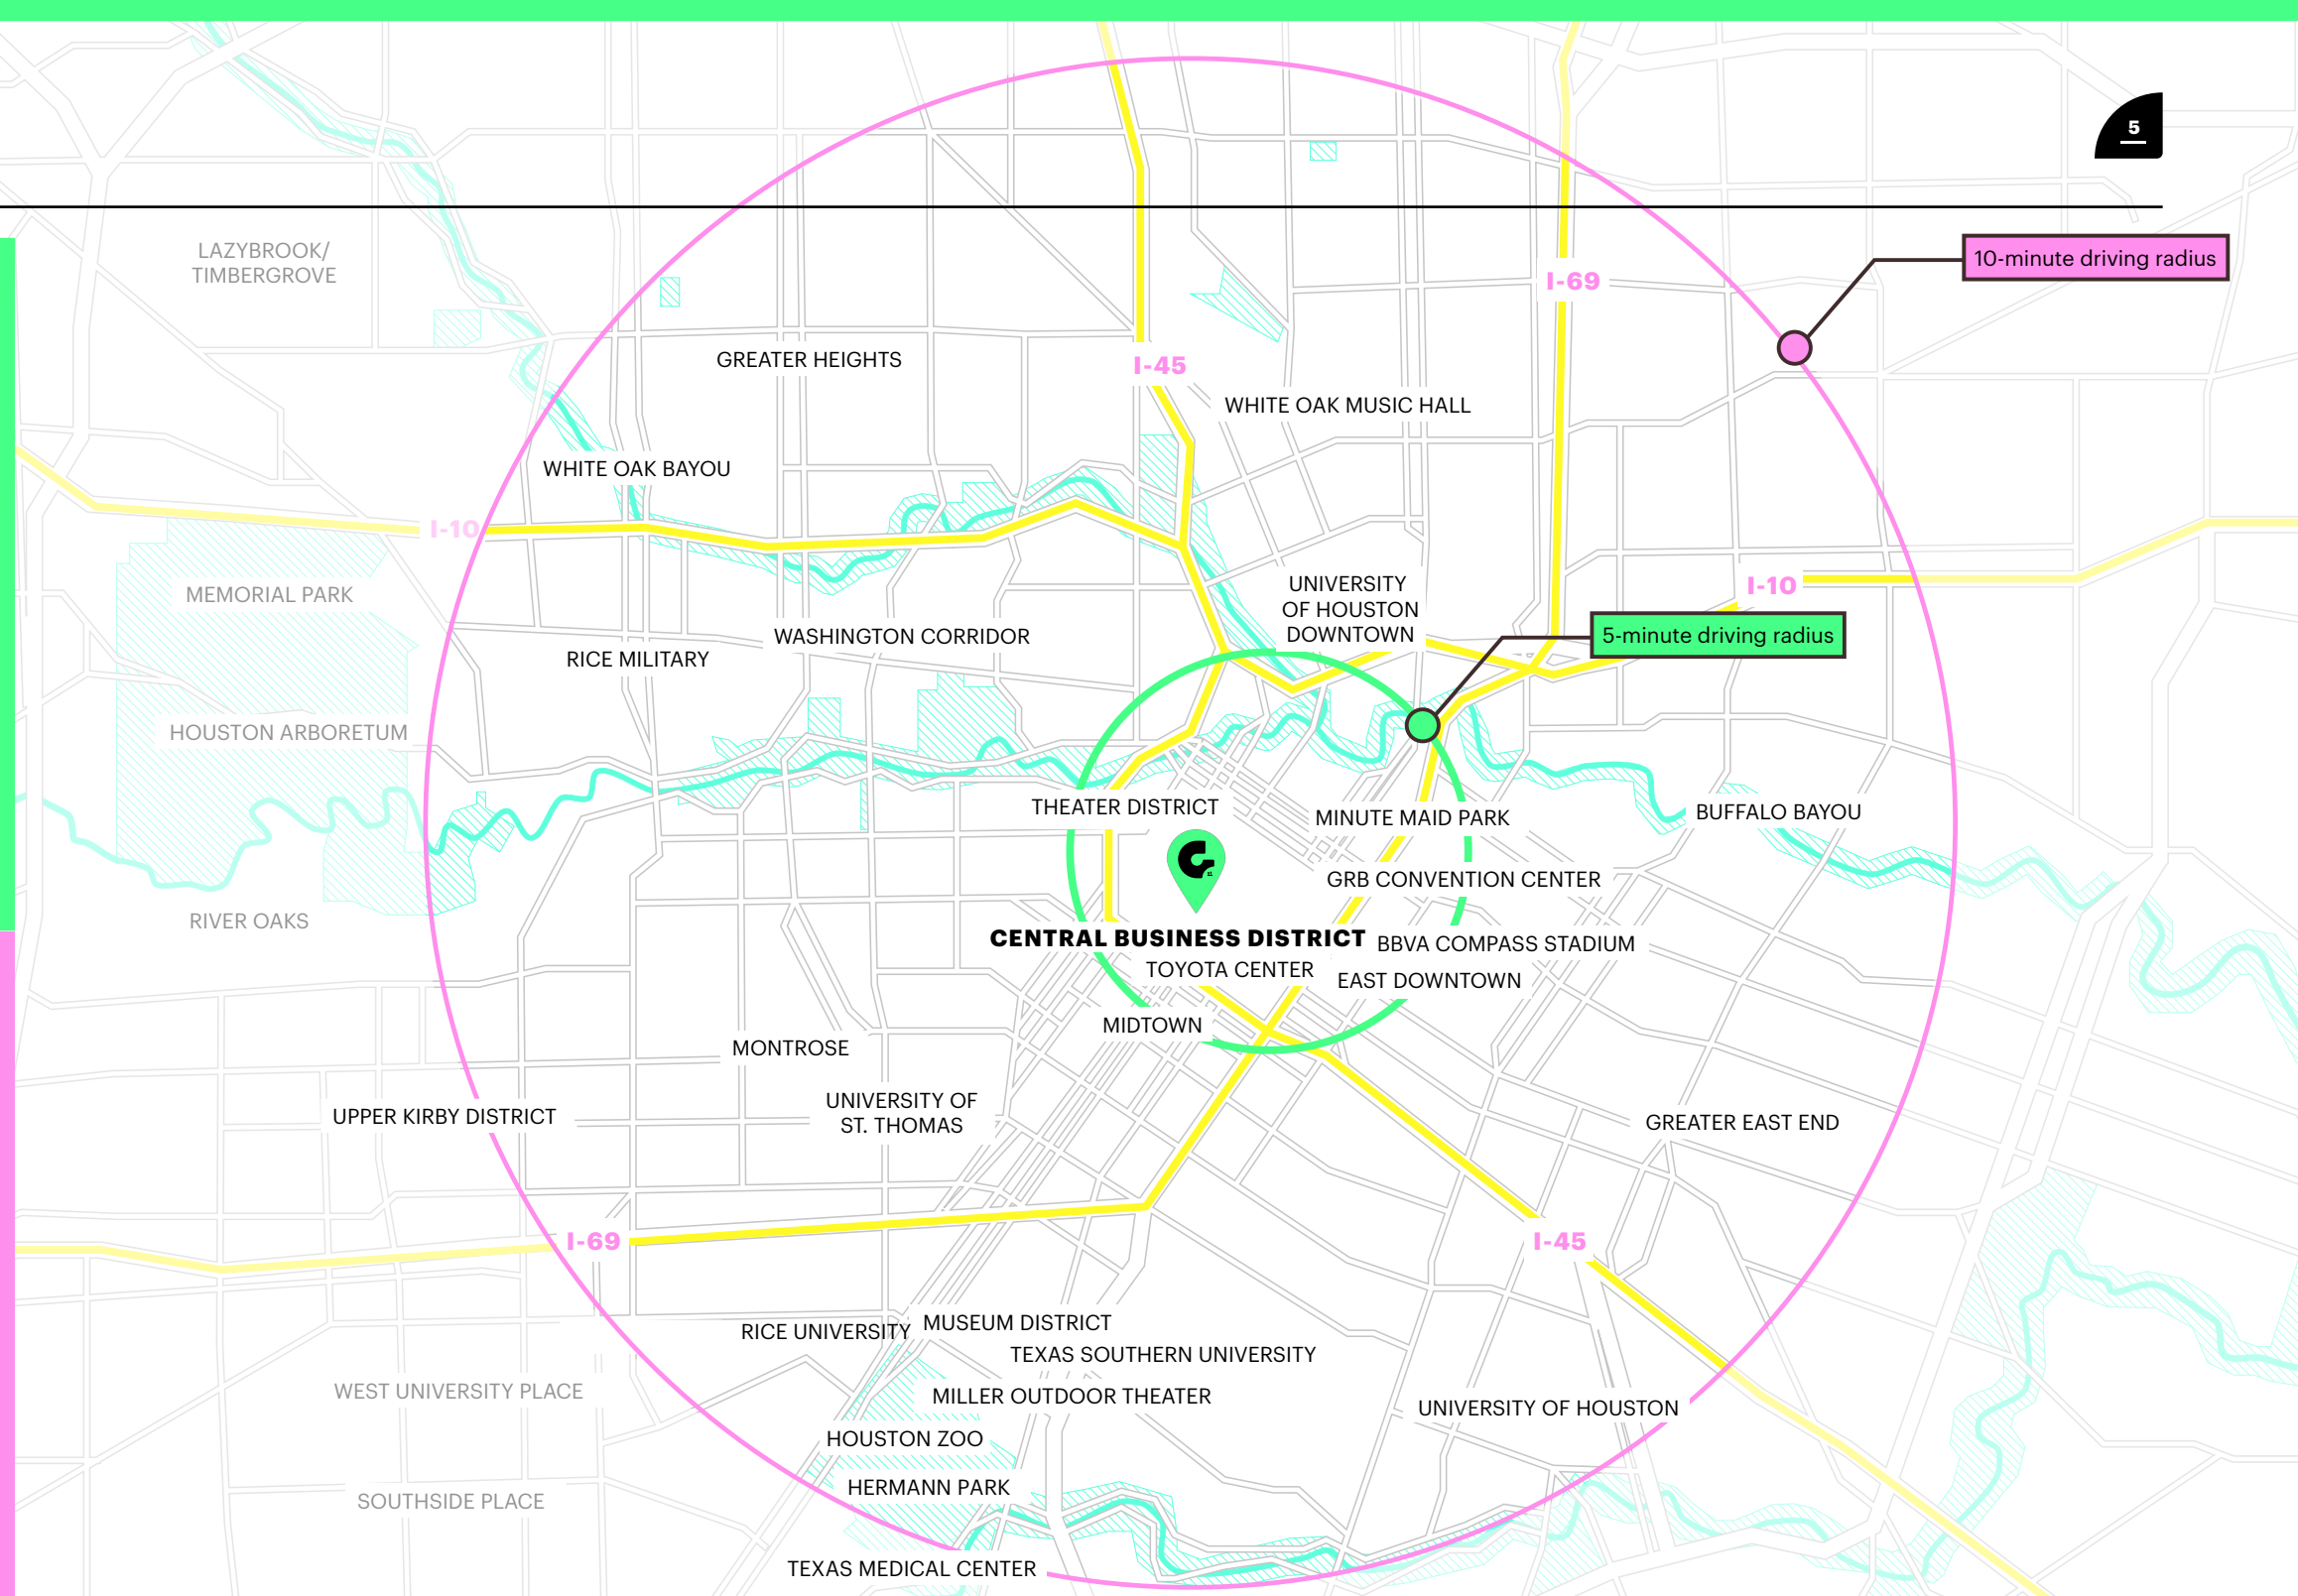 5
10-minute driving radius
LAZYBROOK/
TIMBERGROVE
I-69
GREATER HEIGHTS
I-45
WHITE OAK MUSIC HALL
WHITE OAK BAYOU
I-10
MEMORIAL PARK
UNIVERSITY
OF HOUSTON
DOWNTOWN
I-10
5-minute driving radius
WASHINGTON CORRIDOR
RICE MILITARY
HOUSTON ARBORETUM
THEATER DISTRICT
MINUTE MAID PARK
BUFFALO BAYOU
GRB CONVENTION CENTER
RIVER OAKS
CENTRAL BUSINESS DISTRICT
BBVA COMPASS STADIUM
TOYOTA CENTER
EAST DOWNTOWN
MIDTOWN
MONTROSE
UNIVERSITY OF
ST. THOMAS
UPPER KIRBY DISTRICT
GREATER EAST END
I-69
I-45
MUSEUM DISTRICT
RICE UNIVERSITY
TEXAS SOUTHERN UNIVERSITY
WEST UNIVERSITY PLACE
MILLER OUTDOOR THEATER
UNIVERSITY OF HOUSTON
HOUSTON ZOO
HERMANN PARK
SOUTHSIDE PLACE
TEXAS MEDICAL CENTER